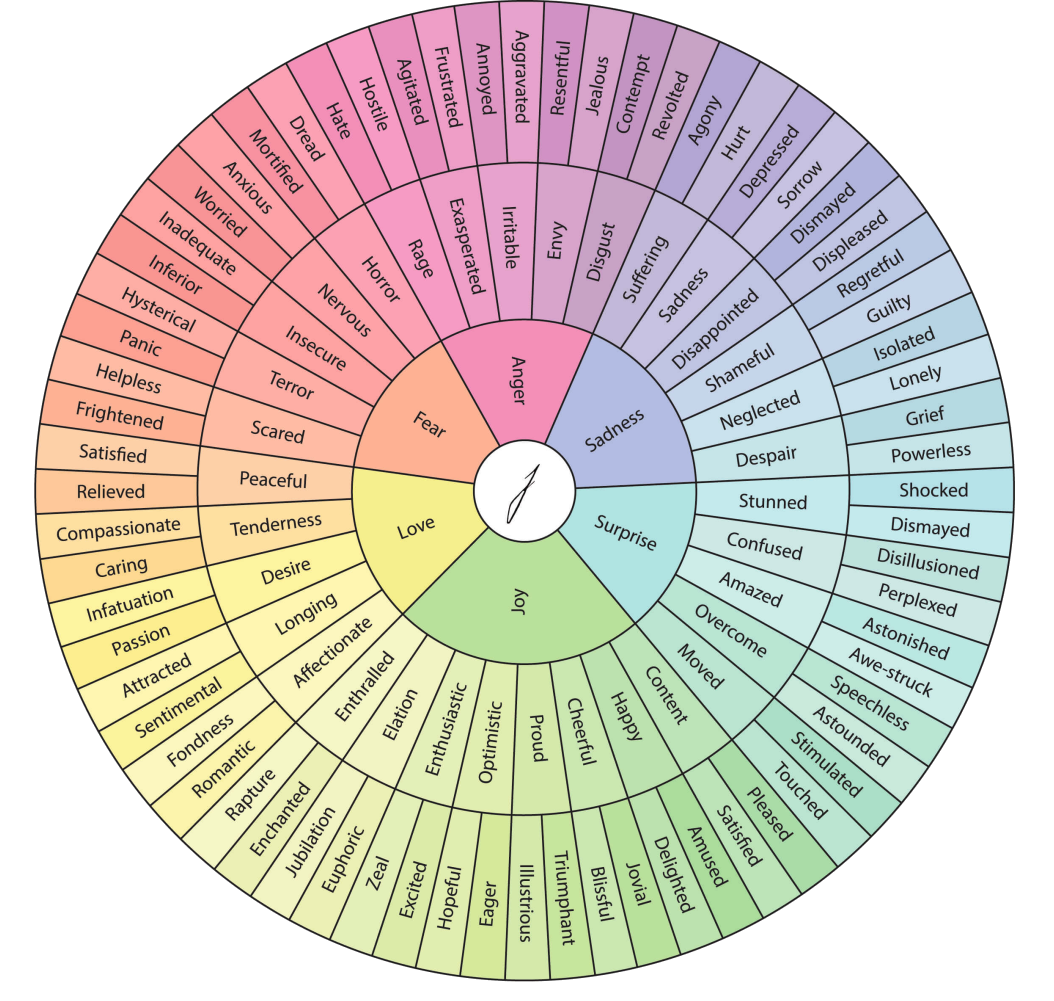 Anger
Sadness
Surprise
Joy
Love
Fear
Rage
Exasperated
Irritable
Envy
Disgust
Suffering
Sadness
Disappointed
Shameful
Neglected
Despair
Stunned
Confused
Amazed
Overcome
Moved
Content
Happy
Cheerful
Proud
Optimistic
Enthusiastic
Elation
Enthralled
Affectionate
Longing
Desire
Tenderness
Peaceful
Scared
Terror
Insecure
Nervous
Horror
Hate
Hostile
Agitated
Frustrated
Annoyed
Aggravated
Resentful
Jealous
Contempt
Revolted
Agony
Hurt
Depressed
Sorrow
Dismayed
Displeased
Regretful
Guilty
Isolated
Lonely
Grief
Powerless
Shocked
Dismayed
Disillusioned
Perplexed
Astonished
Awe-struck
Speechless
Astounded
Stimulated
Touched
Pleased
Satisfied
Amused
Delighted
Jovial
Blissful
Triumphant
Illustrious
Eager
Hopeful
Excited
Zeal
Euphoric
Jubilation
Enchanted
Rapture
Romantic
Fondness
Sentimental
Attracted
Passion
Infatuation
Caring
Compassionate
Relieved
Satisfied
Frightened
Helpless
Panic
Hysterical
Inferior
Inadequate
Worried
Anxious
Mortified
Dread